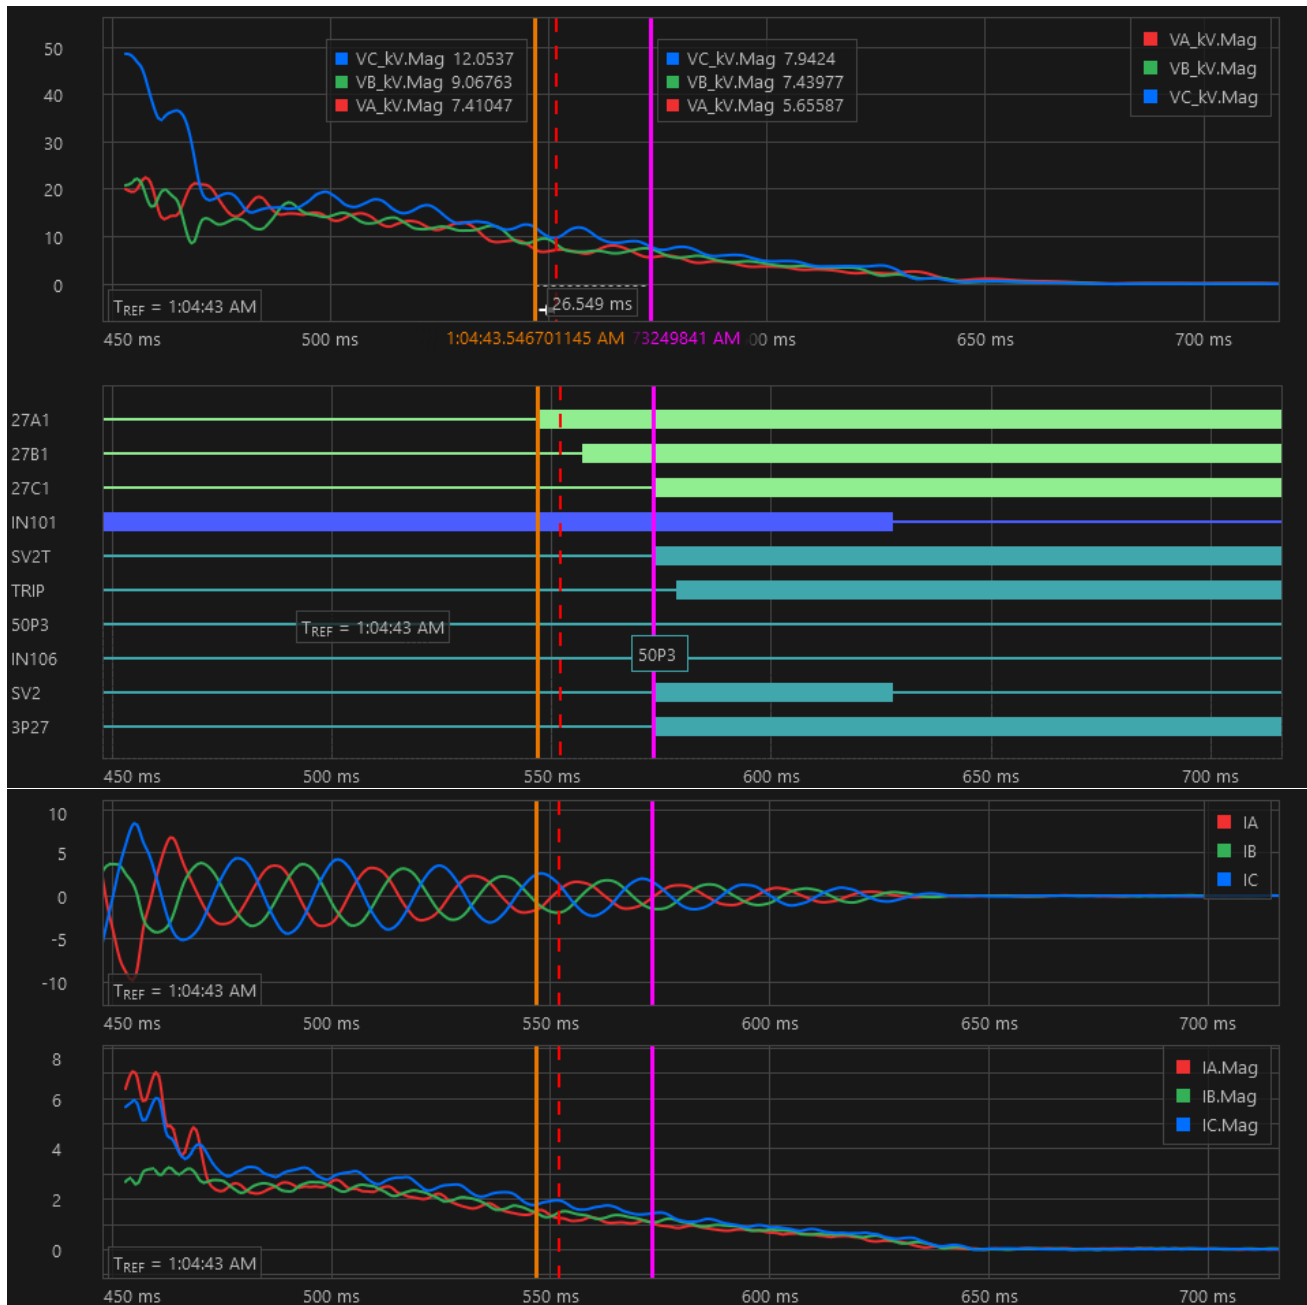 50
40
30
20
10
0
VC_kV.Mag 12.0537
VB_kV.Mag 9.06763
VA_kV.Mag 7.41047
VC_kV.Mag 7.9424
VB_kV.Mag 7.43977
VA_kV.Mag 5.65587
VA_kV.Mag
VB_kV.Mag
VC_kV.Mag
TREF = 1:04:43 AM
26.549 ms
450 ms 500 ms 1:04:43.546701145 AM 73249841 AM 00 ms 650 ms 700 ms
27A1
27B1
27C1
IN101
SV2T
TRIP
50P3
TREF = 1:04:43 AM
IN106
50P3
SV2
3P27
450 ms 500 ms 550 ms 600 ms 650 ms 700 ms
10
5
0
-5
-10
IA
IB
IC
TREF = 1:04:43 AM
450 ms 500 ms 550 ms 600 ms 650 ms 700 ms
8
6
4
2
0
IA.Mag
IB.Mag
IC.Mag
TREF = 1:04:43 AM
450 ms 500 ms 550 ms 600 ms 650 ms 700 ms